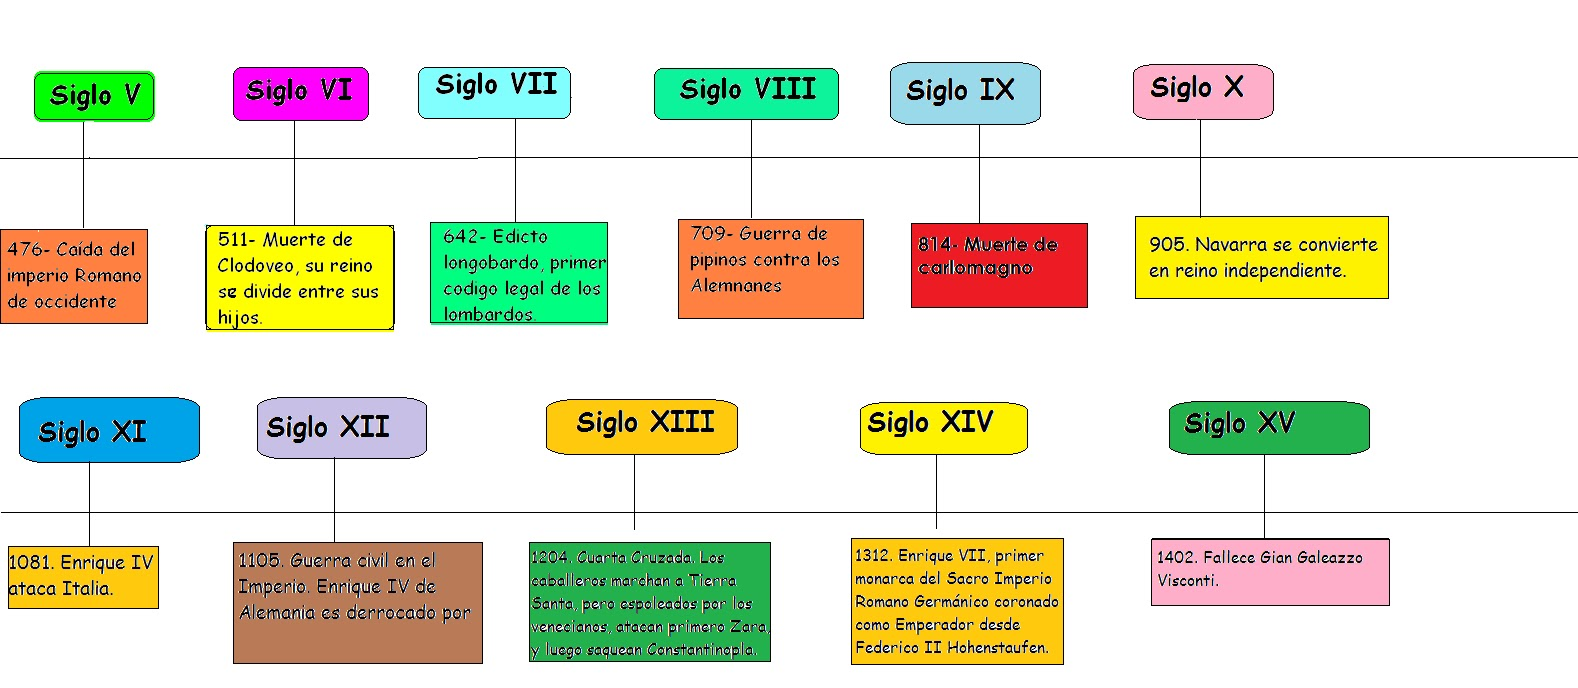 Siglo V
Siglo VI
Siglo VII
Siglo VIII
Siglo IX
Siglo X
476- Caída del
imperio Romano
de occidente
511- Muerte de
Clodoveo, su reino
se divide entre sus
hijos.
642- Edicto
longobardo, primer
codigo legal de los
lombardos.
709- Guerra de
pipinos contra los
Alemnanes
814- Muerte de
carlomagno
905. Navarra se convierte
en reino independiente.
Siglo XI
Siglo XII
Siglo XIII
Siglo XIV
Siglo XV
1081. Enrique IV
ataca Italia.
1105. Guerra civil en el
Imperio. Enrique IV de
Alemania es derrocado por
1204. Cuarta Cruzada. Los
caballeros marchan a Tierra
Santa, pero espoleados por los
venecianos, atacan primero Zara,
y luego saquean Constantinopla.
1312. Enrique VII, primer
monarca del Sacro Imperio
Romano Germánico coronado
como Emperador desde
Federico II Hohenstaufen.
1402. Fallece Gian Galeazzo
Visconti.